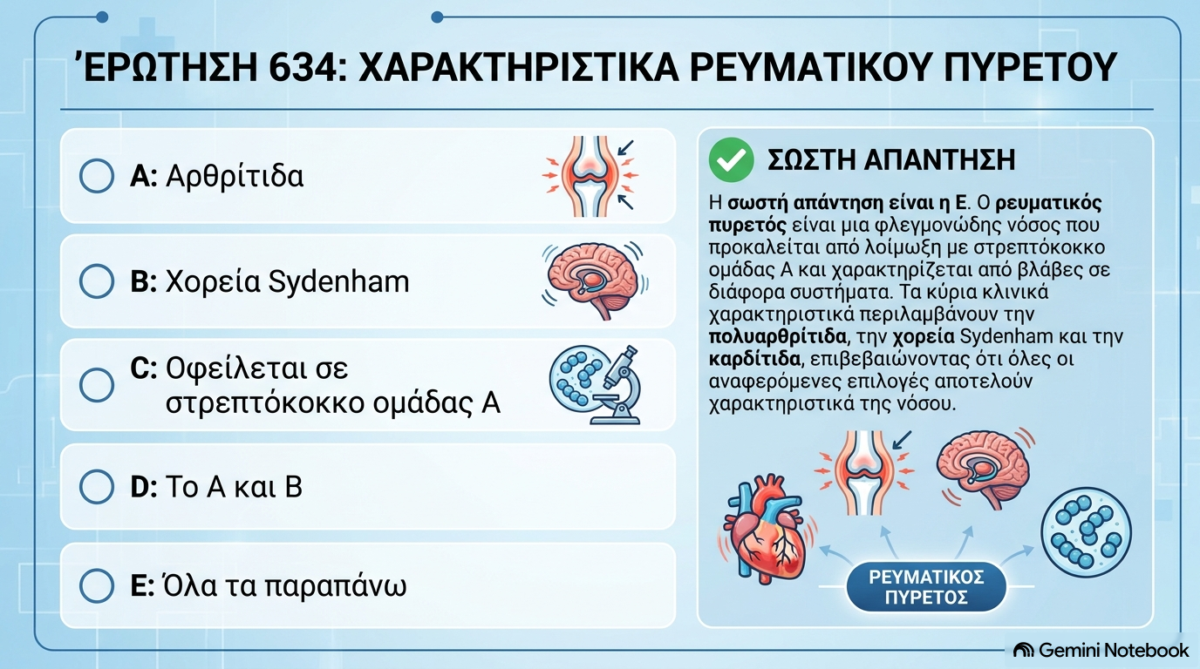 Έ́ΡΩΤΗΣΗ 634: ΧΑΡΑΚΤΗΡΙΣΤΙΚΑ ΡΕΥΜΑΤΙΚΟΥ ΠΥΡΕΤΟΥ
A: Αρθρίτιδα
B: Χορεία Sydenham
C: Οφείλεται σε
στρεπτόκοκκο ομάδας Α
D: Το Α και Β
E: Όλα τα παραπάνω
ΣΩΣΤΗ ΑΠΑΝΤΗΣΗ
Η σωστή απάντηση είναι η Ε. Ο ρευματικός
πυρετός είναι μια φλεγμονώδης νόσος που
προκαλείται από λοίμωξη με στρεπτόκοκκο
ομάδας Α και χαρακτηρίζεται από βλάβες σε
διάφορα συστήματα. Τα κύρια κλινικά
χαρακτηριστικά περιλαμβάνουν την
πολυαρθρίτιδα, την χορεία Sydenham και την
καρδίτιδα, επιβεβαιώνοντας ότι όλες οι
αναφερόμενες επιλογές αποτελούν
χαρακτηριστικά της νόσου.
ΡΕΥΜΑΤΙΚΟΣ
ΠΥΡΕΤΟΣ
Gemini Notebook